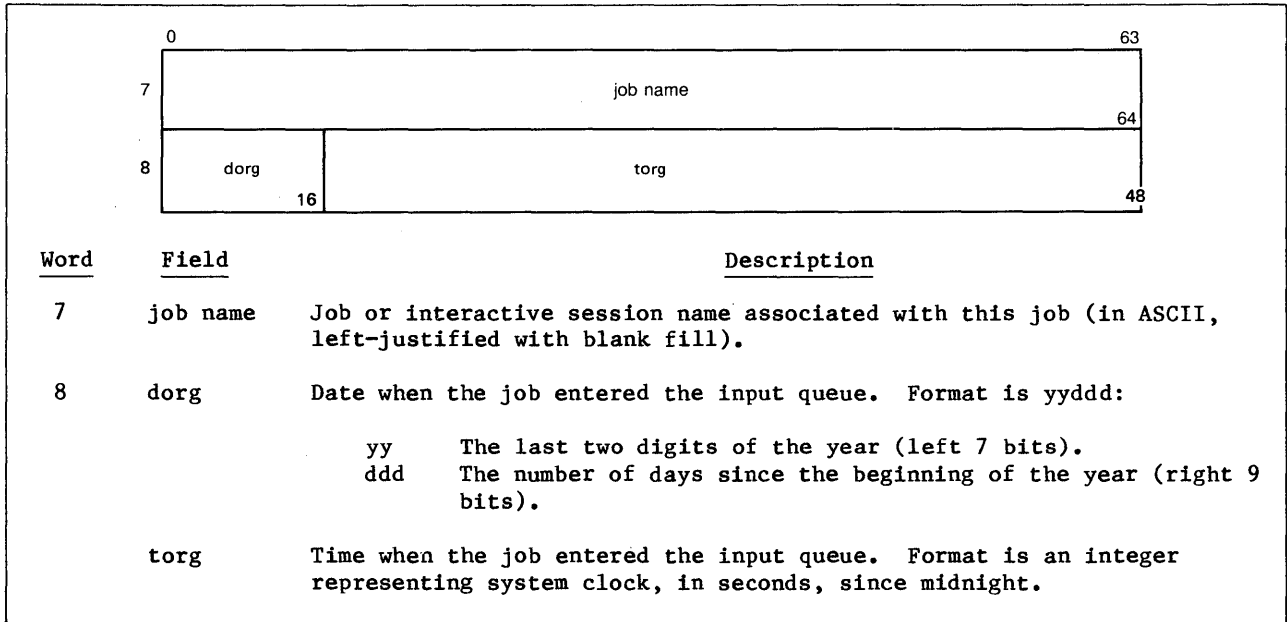 0 63
7 job name
64
8 dorg torg
16 48
Word Field Description
7 job name Job or interactive session name associated with this job (in ASCII,
left-justified with blank fill).
8 dorg Date when the job entered the input queue. Format is yyddd:
yy The last two digits of the year (left 7 bits).
ddd The number of days since the beginning of the year (right 9
bits).
torg Time when the job entered the input queue. Format is an integer
representing system clock, in seconds, since midnight.